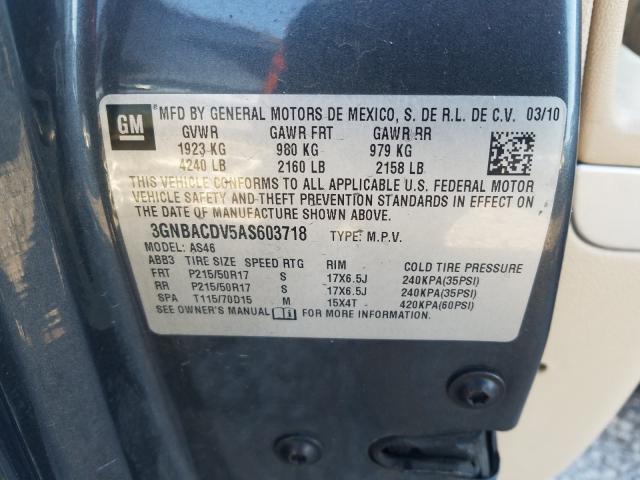 GM ® MFD BY GENERAL MOTORS DE MEXICO, S. DE R.L. DE C.V. 03/10
GVWR GAWR FRT GAWR RR
1923 KG 980 KG 979 KG
4240 LB 2160 LB 2158 LB
THIS VEHICLE CONFORMS TO ALL APPLICABLE U.S. FEDERAL MOTOR
VEHICLE SAFETY AND THEFT PREVENTION STANDARDS IN EFFECT ON
THE DATE OF MANUFACTURE SHOWN ABOVE.
3GNBACDV5AS603718 TYPE: M.P.V.
MODEL: AS46
ABB3 TIRE SIZE SPEED RTG RIM COLD TIRE PRESSURE
FRT P215/50R17 S 17X6.5J 240KPA(35PSI)
RR P215/50R17 S 17X6.5J 240KPA(35PSI)
SPA T115/70D15 M 15X4T 420KPA(60PSI)
SEE OWNER'S MANUAL i FOR MORE INFORMATION.